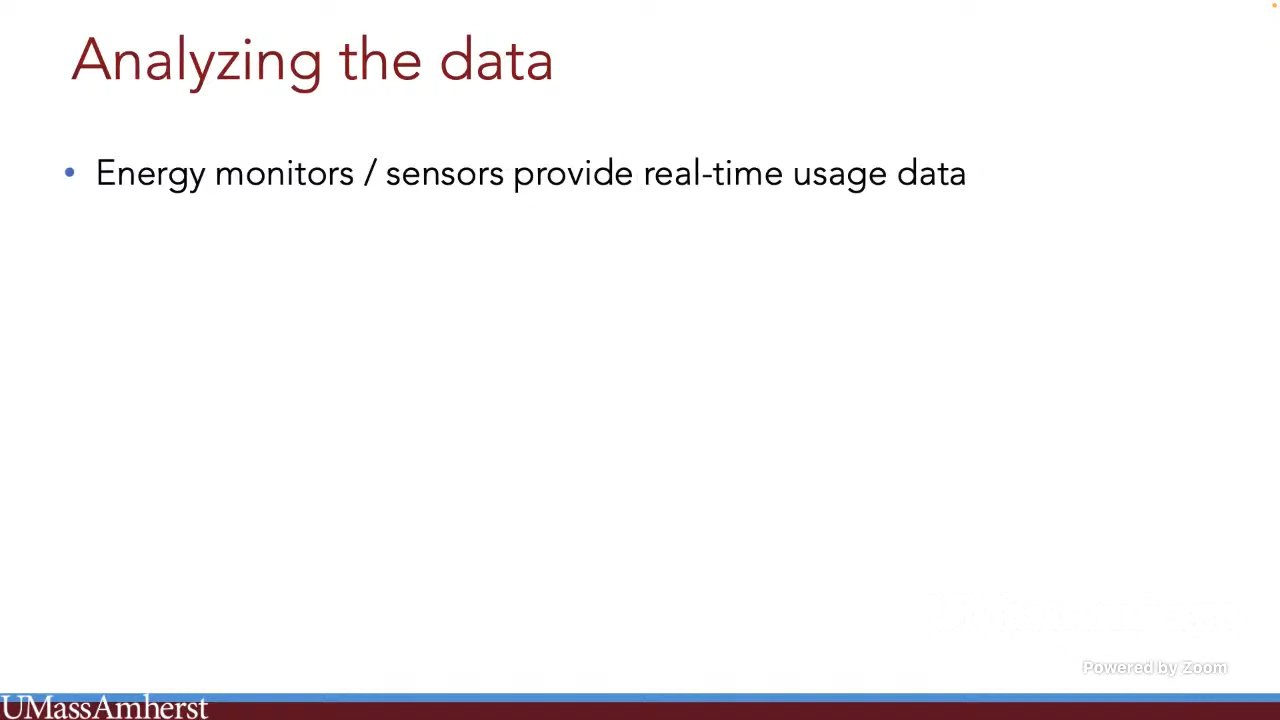 Analyzing the data
• Energy monitors / sensors provide real-time usage data
Powered by Zoom
UMassAmherst